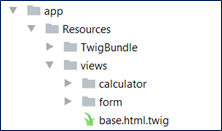 app
Resources
TwigBundle
views
calculator
form
base.html.twig